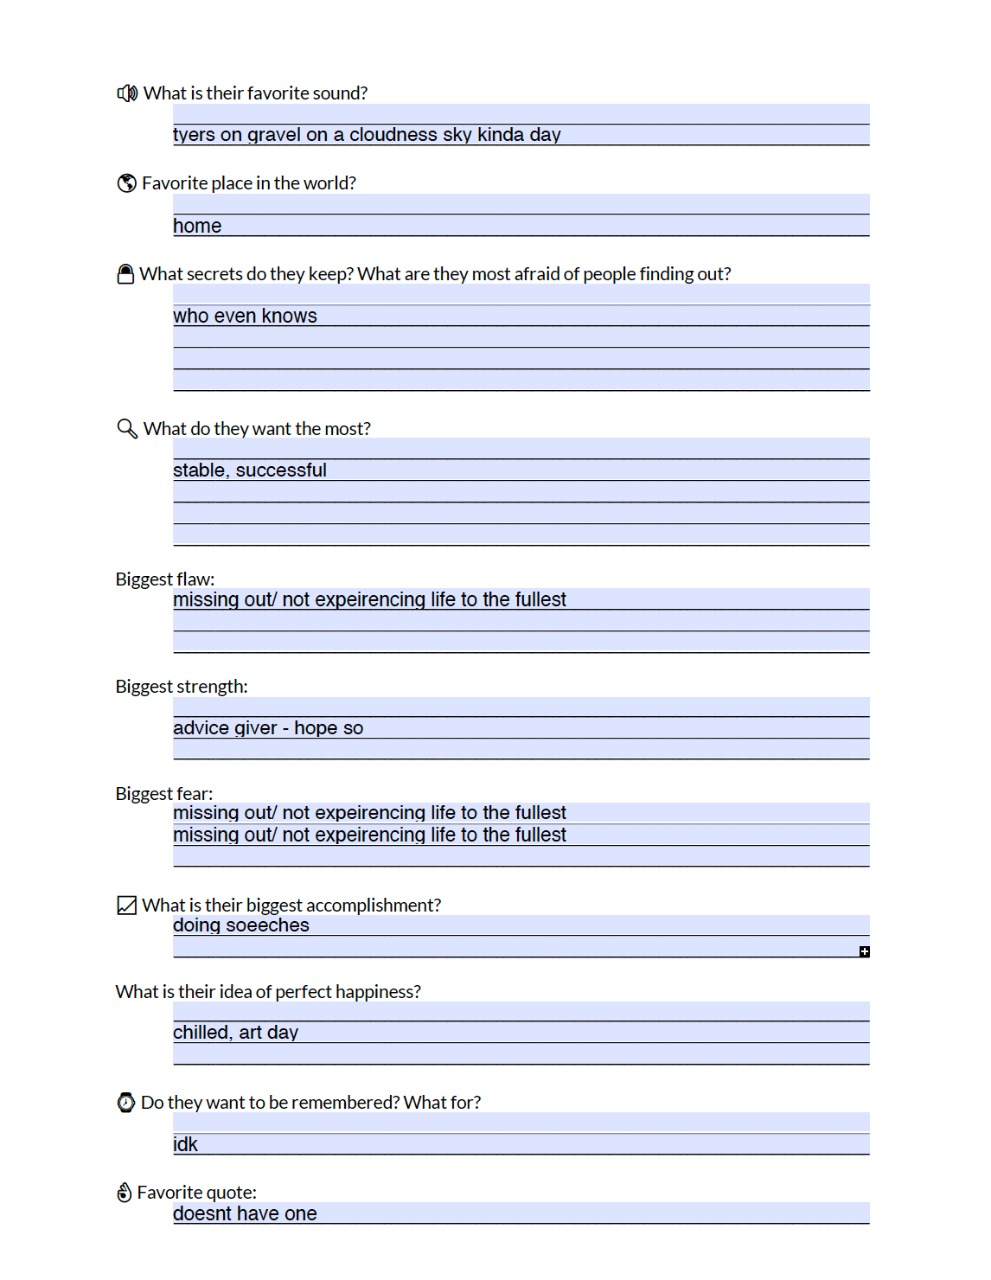 What is their favorite sound?
tyers on gravel on a cloudness sky kinda day
Favorite place in the world?
home
What secrets do they keep? What are they most afraid of people finding out?
who even knows
What do they want the most?
stable, successful
Biggest flaw:
missing out/ not expeirencing life to the fullest
Biggest strength:
advice giver - hope so
Biggest fear:
missing out/ not expeirencing life to the fullest
missing out/ not expeirencing life to the fullest
What is their biggest accomplishment?
doing soeeches
What is their idea of perfect happiness?
chilled, art day
Do they want to be remembered? What for?
idk
Favorite quote:
doesnt have one